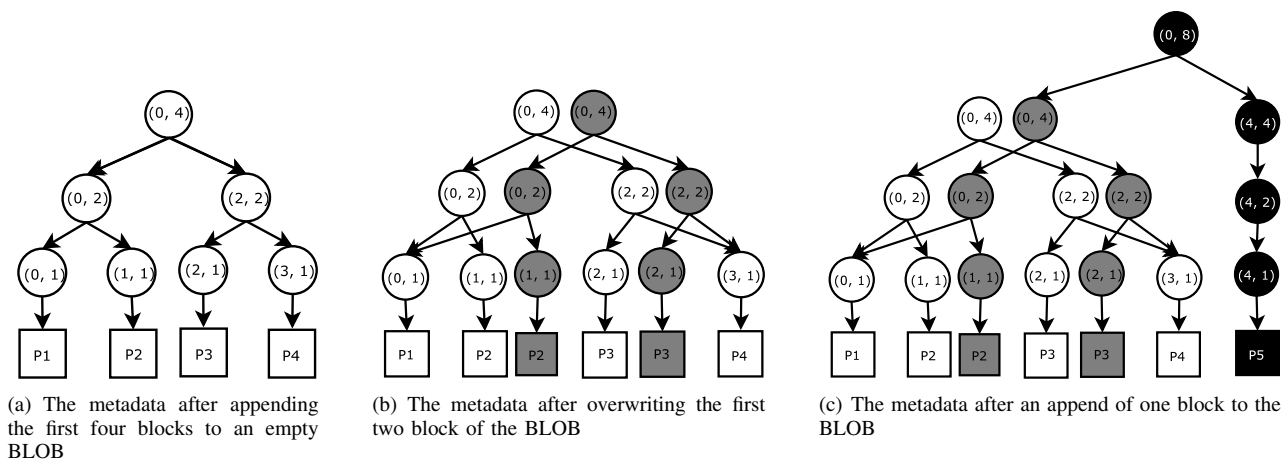 (0, 4)
(0, 2) (2, 2)
(0, 1) (1, 1) (2, 1) (3, 1)
P1 P2 P3 P4
(a) The metadata after appending
the first four blocks to an empty
BLOB
(0, 4) (0, 4)
(0, 2) (0, 2) (2, 2) (2, 2)
(0, 1) (1, 1) (1, 1) (2, 1) (2, 1) (3, 1)
P1 P2 P2 P3 P3 P4
(b) The metadata after overwriting the first
two block of the BLOB
(0, 8)
(0, 4) (0, 4) (4, 4)
(0, 2) (0, 2) (2, 2) (2, 2) (4, 2)
(0, 1) (1, 1) (1, 1) (2, 1) (2, 1) (3, 1) (4, 1)
P1 P2 P2 P3 P3 P4 P5
(c) The metadata after an append of one block to the
BLOB